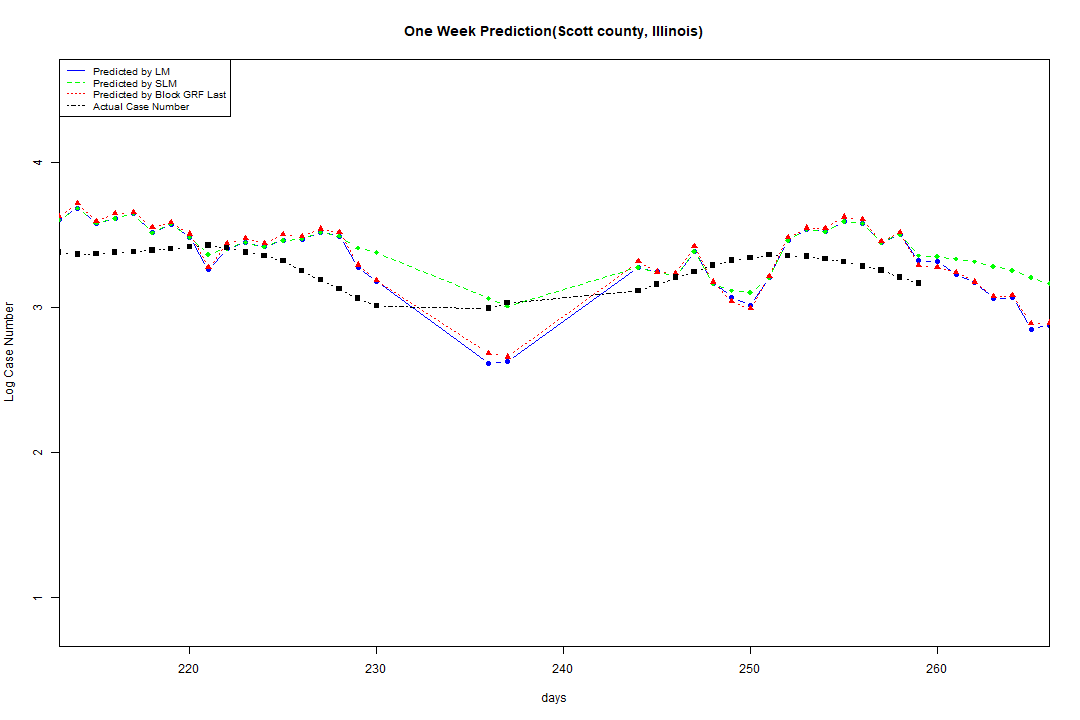 One Week Prediction(Scott county, Illinois)
Predicted by LM
Predicted by SLM
Predicted by Block GRF Last
Actual Case Number
4
3
2
1
Log Case Number
220 230 240 250 260
days